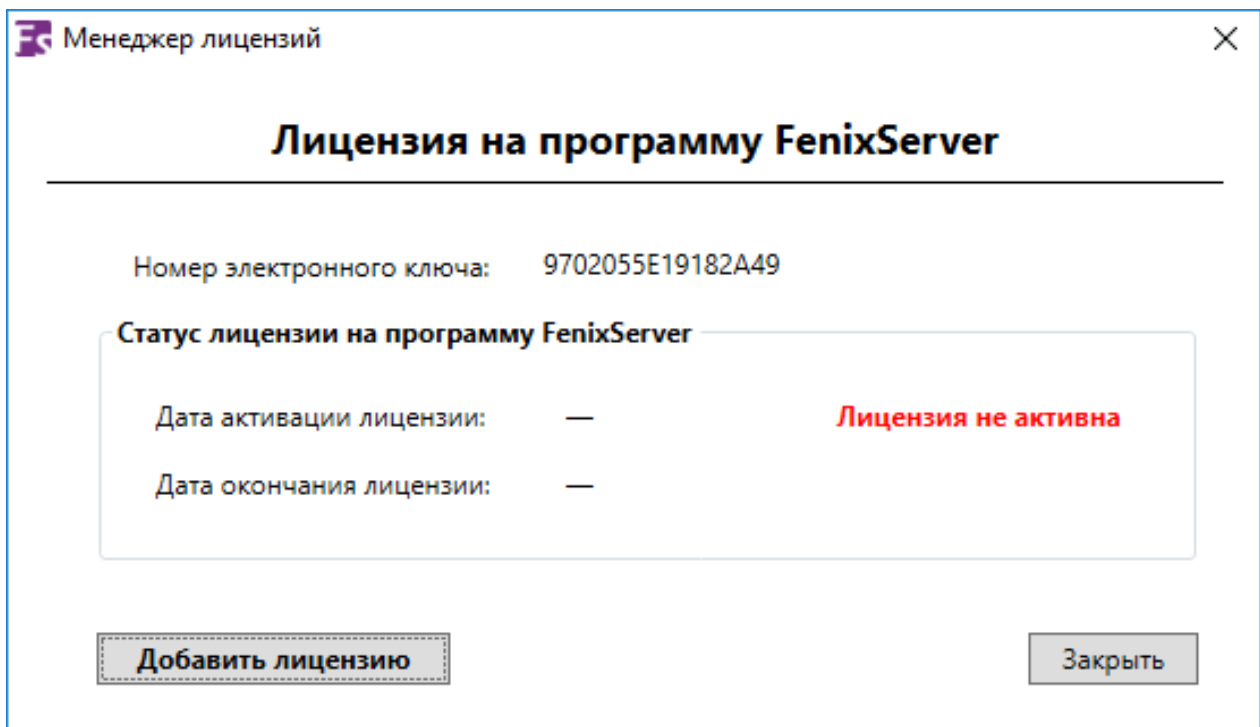 Fs Менеджер лицензий
Лицензия на программу FenixServer
Номер электронного ключа: 9702055E19182A49
Статус лицензии на программу FenixServer
Дата активации лицензии: — Лицензия не активна
Дата окончания лицензии: —
Добавить лицензию Закрыть